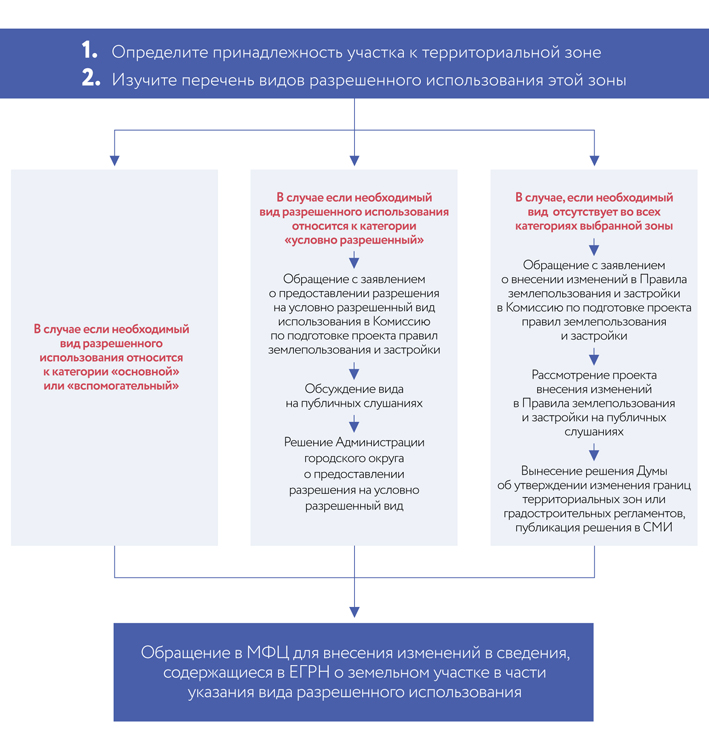 1. Определите принадлежность участка к территориальной зоне
2. Изучите перечень видов разрешенного использования этой зоны
В случае если необходимый
вид разрешенного
использования относится
к категории «основной»
или «вспомогательный»
В случае если необходимый
вид разрешенного использования
относится к категории
«условно разрешенный»
Обращение с заявлением
о предоставлении разрешения
на условно разрешенный вид
использования в Комиссию
по подготовке проекта правил
землепользования и застройки
Обсуждение вида
на публичных слушаниях
Решение Администрации
городского округа
о предоставлении
разрешения на условно
разрешенный вид
В случае, если необходимый
вид отсутствует во всех
категориях выбранной зоны
Обращение с заявлением
о внесении изменений в Правила
землепользования и застройки
в Комиссию по подготовке проекта
правил землепользования
и застройки
Рассмотрение проекта
внесения изменений
в Правила землепользования
и застройки на публичных
слушаниях
Вынесение решения Думы
об утверждении изменения границ
территориальных зон или
градостроительных регламентов,
публикация решения в СМИ
Обращение в МФЦ для внесения изменений в сведения,
содержащиеся в ЕГРН о земельном участке в части
указания вида разрешенного использования